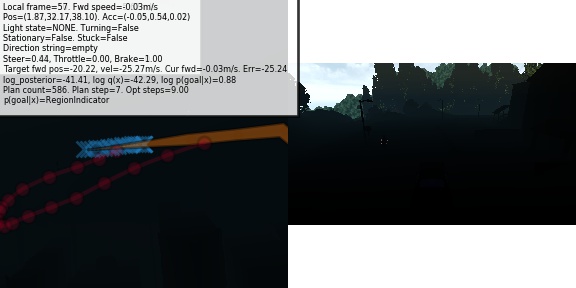 Local frame=57. Fwd speed=-0.03m/s
Pos=(1.87,32.17,38.10). Acc=(-0.05,0.54,0.02)
Light state=NONE. Turning=False
Stationary=False. Stuck=False
Direction string=empty
Steer=0.44, Throttle=0.00, Brake=1.00
Target fwd pos=-20.22, vel=-25.27m/s. Cur fwd=-0.03m/s. Err=-25.24
log_posterior=-41.41, log q(x)=-42.29, log p(goal|x)=0.88
Plan count=586. Plan step=7. Opt steps=9.00
p(goal|x)=RegionIndicator